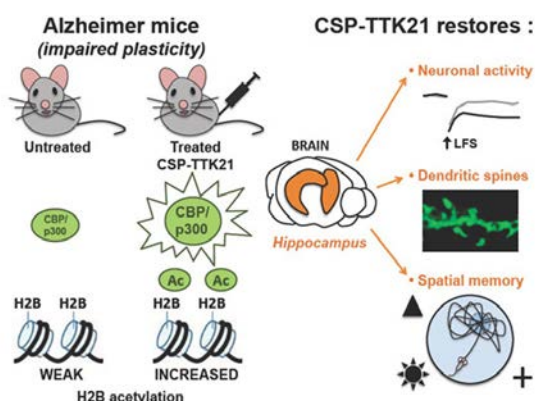 Alzheimer mice
(impaired plasticity)
Untreated
Treated
CSP-TTK21
CBP/
p300
CBP/
p300
Ac Ac
H2B H2B H2B H2B
WEAK INCREASED
H2B acetylation
BRAIN
Hippocampus
CSP-TTK21 restores :
• Neuronal activity
LFS
• Dendritic spines
• Spatial memory